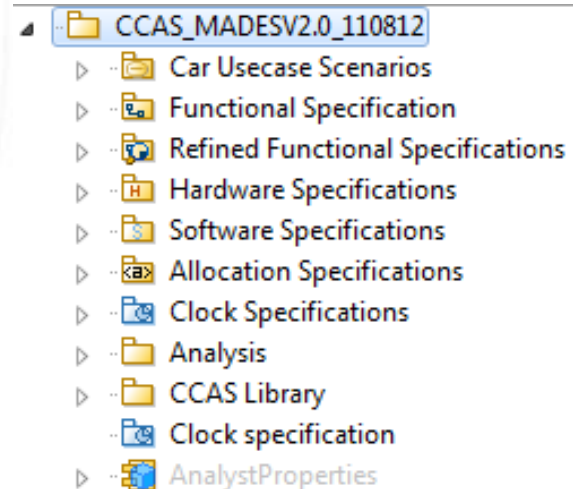 CCAS_MADESV2.0_110812
Car Usecase Scenarios
Functional Specification
Refined Functional Specifications
H Hardware Specifications
S Software Specifications
<a> Allocation Specifications
Clock Specifications
Analysis
CCAS Library
Clock specification
AnalystProperties